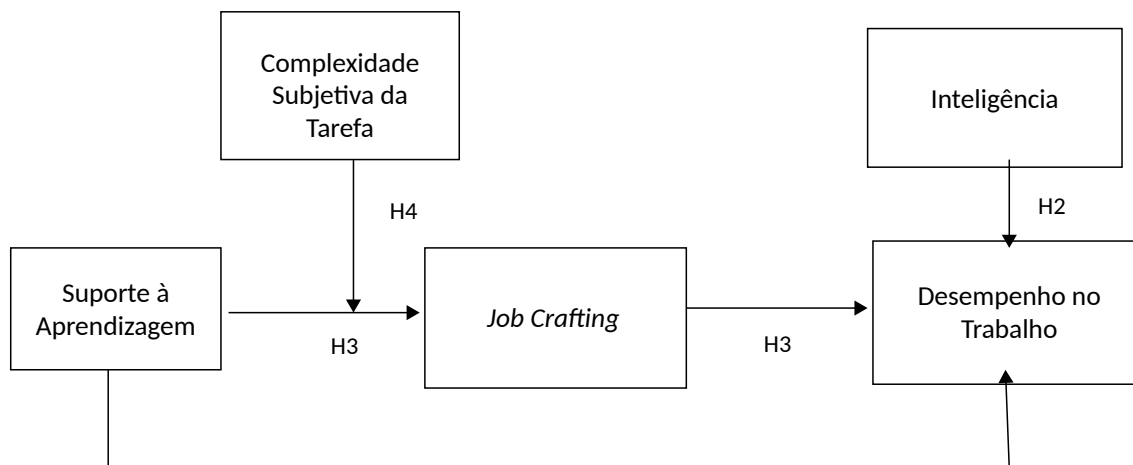 Complexidade
Subjetiva da
Tarefa
Inteligência
H4
H2
Suporte à
Aprendizagem
H3
Job Crafting
H3
Desempenho no
Trabalho